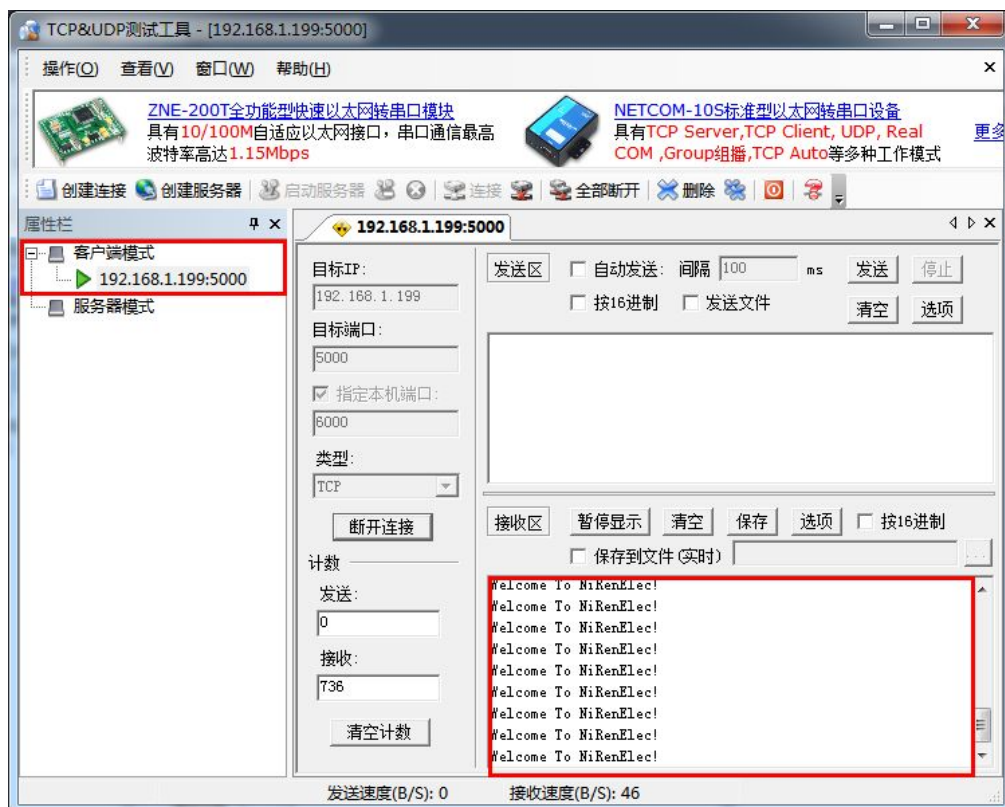 TCP&UDP测试工具 - [192.168.1.199:5000]
操作(O) 查看(V) 窗口(W) 帮助(H)
ZNE-200T全功能型快速以太网转串口模块
具有10/100M自适应以太网接口，串口通信最高
波特率高达1.15Mbps
NETCOM-10S标准型以太网转串口设备
具有TCP Server,TCP Client, UDP, Real
COM ,Group组播,TCP Auto等多种工作模式
更多
创建连接 创建服务器 启动服务器 连接 全部断开 删除
属性栏
客户端模式
192.168.1.199:5000
服务器模式
192.168.1.199:5000
目标IP:
192.168.1.199
目标端口:
5000
指定本机端口:
6000
类型:
TCP
断开连接
计数
发送:
0
接收:
736
清空计数
发送区 自动发送: 间隔 100 ms 发送 停止
按16进制 发送文件 清空 选项
接收区 暂停显示 清空 保存 选项 按16进制
保存到文件(实时) ...
Welcome To NiRenElec!
Welcome To NiRenElec!
Welcome To NiRenElec!
Welcome To NiRenElec!
Welcome To NiRenElec!
Welcome To NiRenElec!
Welcome To NiRenElec!
Welcome To NiRenElec!
Welcome To NiRenElec!
发送速度(B/S): 0 接收速度(B/S): 46